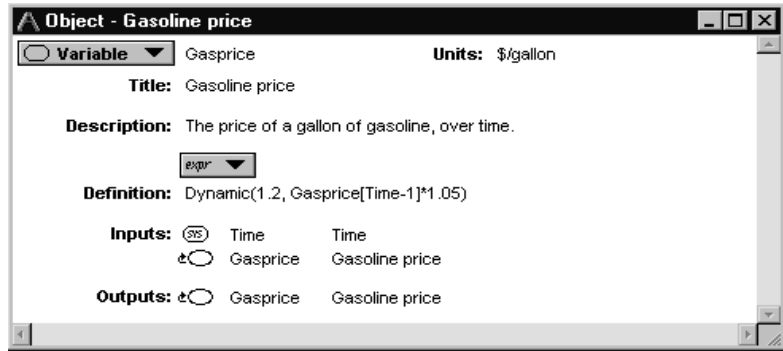 Object - Gasoline price
Variable Gasprice Units: $/gallon
Title: Gasoline price
Description: The price of a gallon of gasoline, over time.
expr
Definition: Dynamic(1.2, Gasprice[Time-1]*1.05)
Inputs: SYS Time Time
Gasprice Gasoline price
Outputs: Gasprice Gasoline price